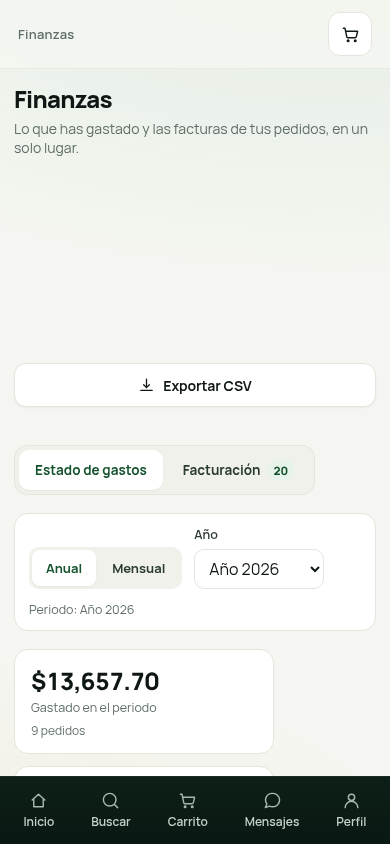 Finanzas
Finanzas
Lo que has gastado y las facturas de tus pedidos, en un
solo lugar.
Exportar CSV
Estado de gastos
Facturación 20
Año
Anual
Mensual
Año 2026
Periodo: Año 2026
$13,657.70
Gastado en el periodo
9 pedidos
Inicio
Buscar
Carrito
Mensajes
Perfil